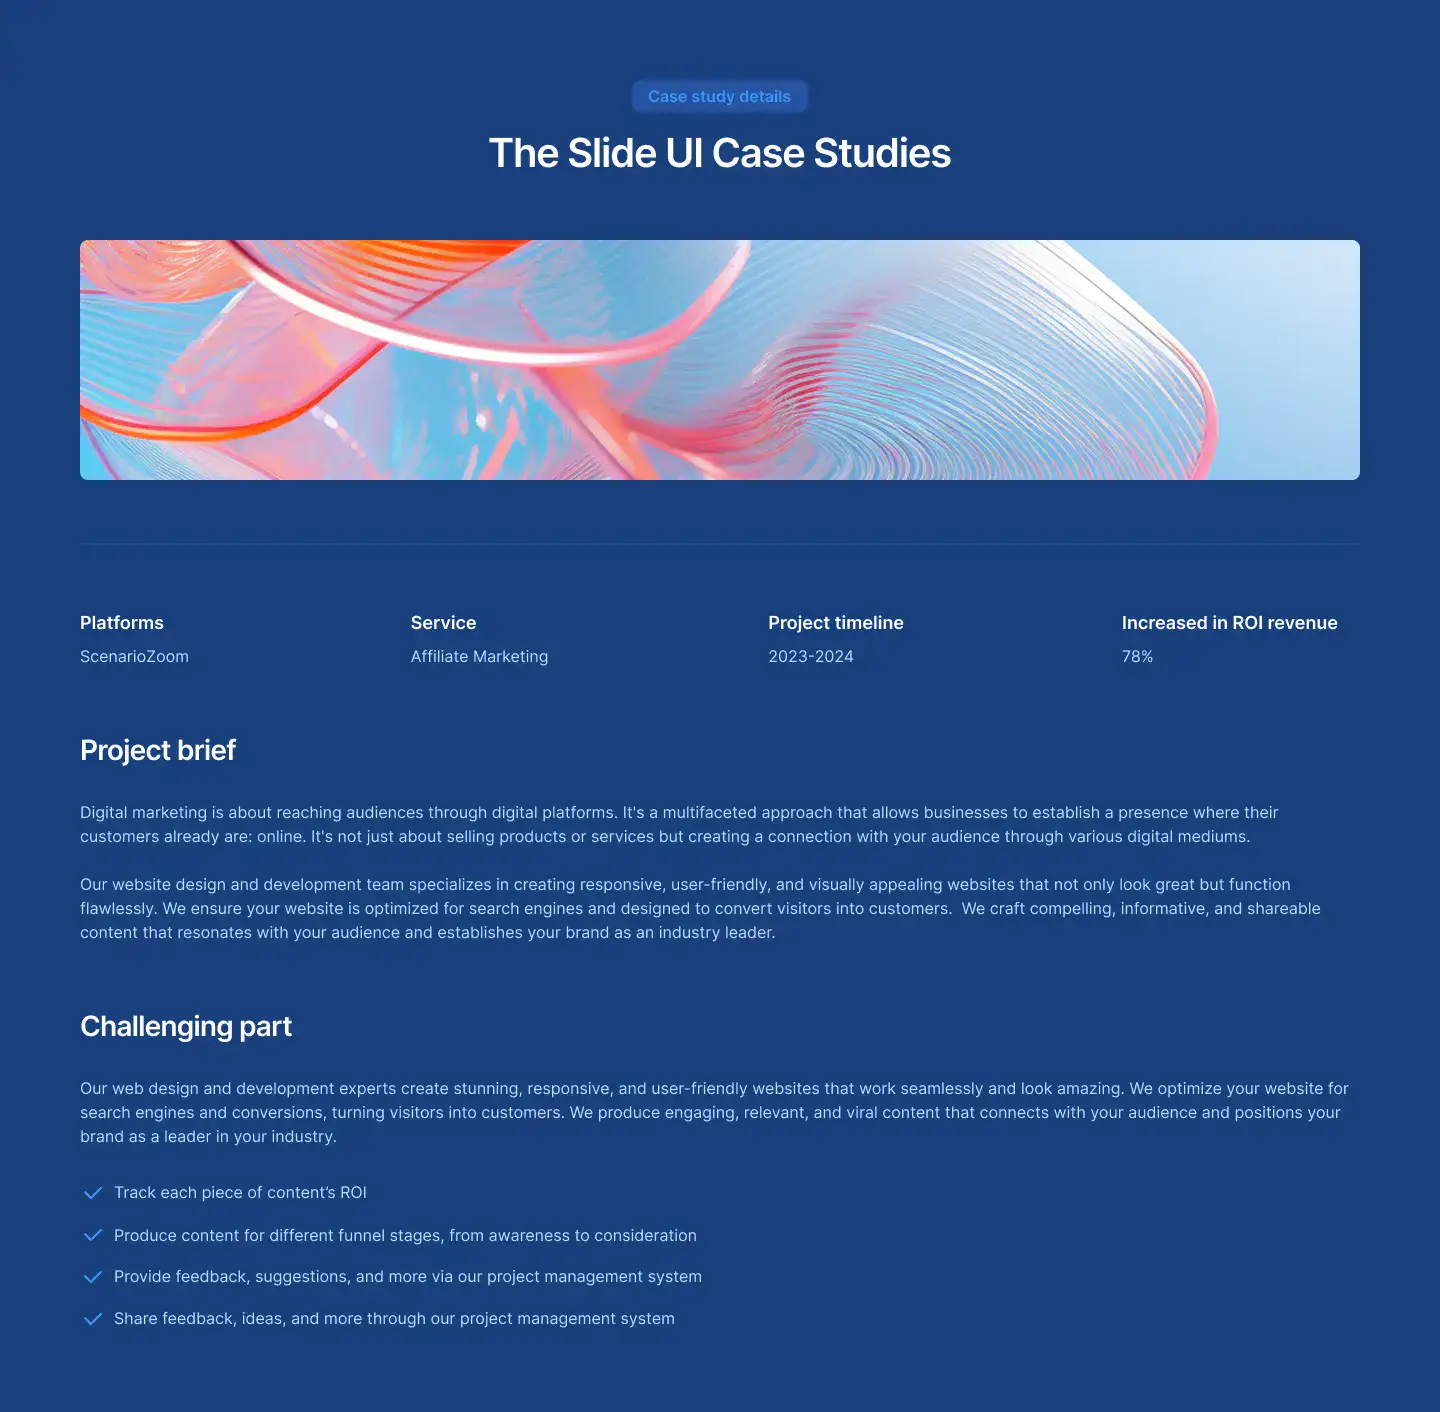 Case study details
The Slide UI Case Studies
Platforms
ScenarioZoom
Service
Affiliate Marketing
Project timeline
2023-2024
Increased in ROI revenue
78%
Project brief
Digital marketing is about reaching audiences through digital platforms. It's a multifaceted approach that allows businesses to establish a presence where their
customers already are: online. It's not just about selling products or services but creating a connection with your audience through various digital mediums.
Our website design and development team specializes in creating responsive, user-friendly, and visually appealing websites that not only look great but function
flawlessly. We ensure your website is optimized for search engines and designed to convert visitors into customers.  We craft compelling, informative, and shareable
content that resonates with your audience and establishes your brand as an industry leader.
Challenging part
Our web design and development experts create stunning, responsive, and user-friendly websites that work seamlessly and look amazing. We optimize your website for
search engines and conversions, turning visitors into customers. We produce engaging, relevant, and viral content that connects with your audience and positions your
brand as a leader in your industry.
Track each piece of content’s ROI
Produce content for different funnel stages, from awareness to consideration
Provide feedback, suggestions, and more via our project management system
Share feedback, ideas, and more through our project management system